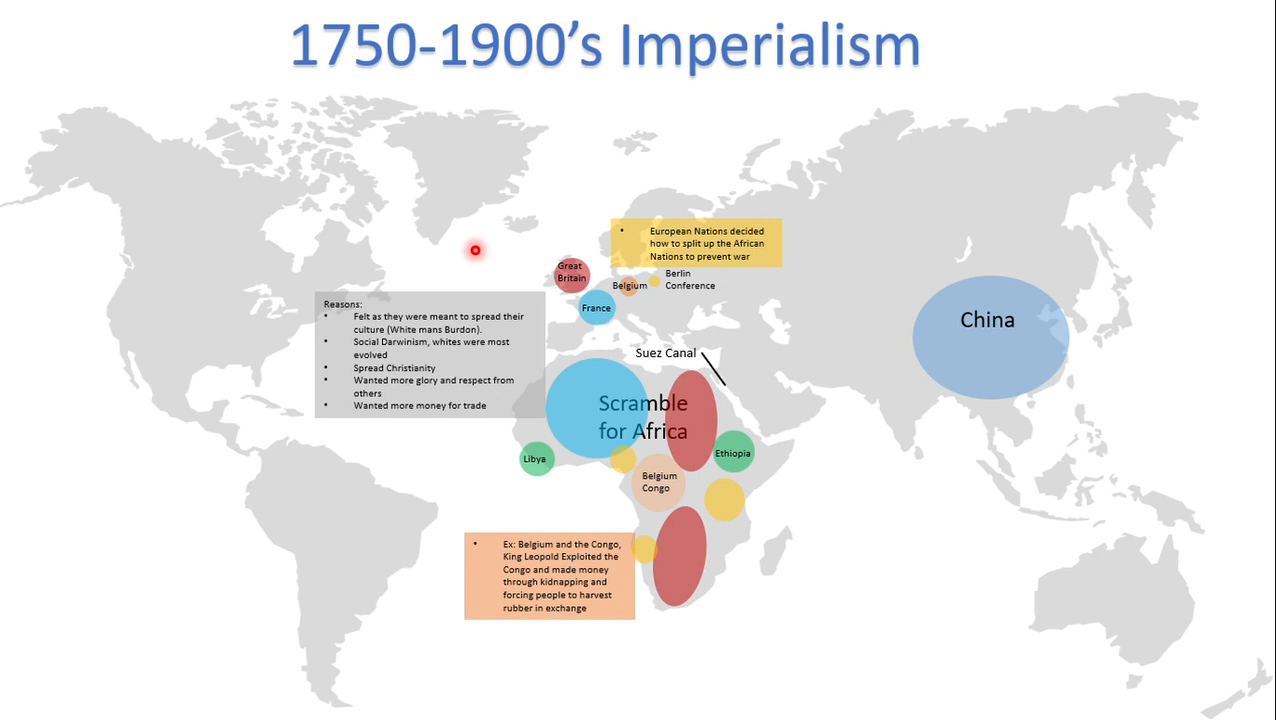 1750-1900’s Imperialism
• European Nations decided
how to split up the African
Nations to prevent war
Great
Britain
Belgium
Berlin
Conference
France
Reasons:
• Felt as they were meant to spread their
culture (White mans Burdon).
• Social Darwinism, whites were most
evolved
• Spread Christianity
• Wanted more glory and respect from
others
• Wanted more money for trade
China
Suez Canal
Scramble
for Africa
Libya
Ethiopia
Belgium
Congo
• Ex: Belgium and the Congo,
King Leopold Exploited the
Congo and made money
through kidnapping and
forcing people to harvest
rubber in exchange